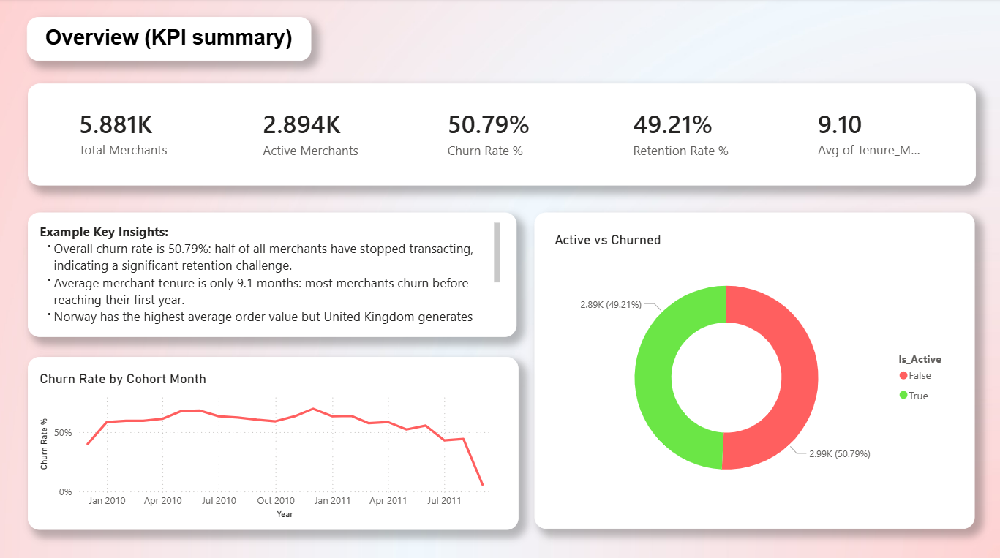 Overview (KPI summary)
5.881K
Total Merchants
2.894K
Active Merchants
50.79%
Churn Rate %
49.21%
Retention Rate %
9.10
Avg of Tenure_M...
Example Key Insights:
• Overall churn rate is 50.79%: half of all merchants have stopped transacting,
indicating a significant retention challenge.
• Average merchant tenure is only 9.1 months: most merchants churn before
reaching their first year.
• Norway has the highest average order value but United Kingdom generates
Churn Rate by Cohort Month
Churn Rate %
50%
0%
Jan 2010 Apr 2010 Jul 2010 Oct 2010 Jan 2011 Apr 2011 Jul 2011
Year
Active vs Churned
2.89K (49.21%)
2.99K (50.79%)
Is_Active
False
True